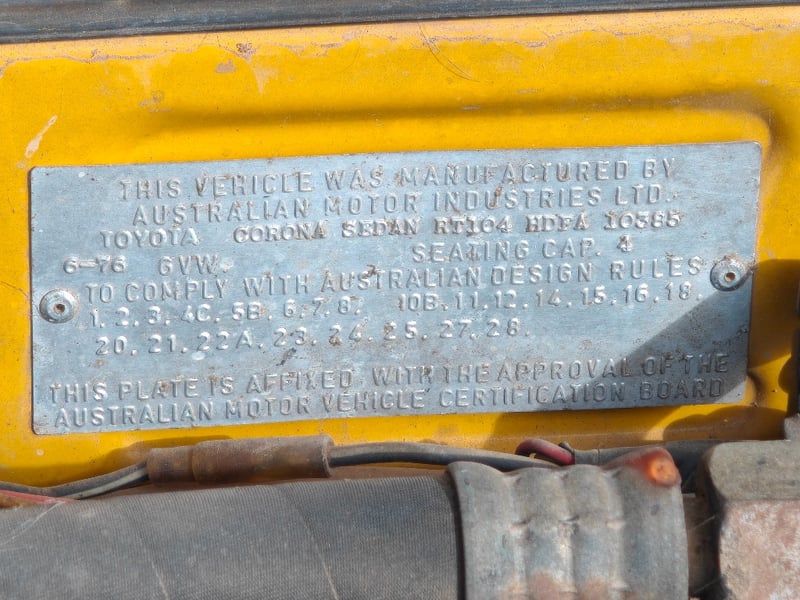 THIS VEHICLE WAS MANUFACTURED BY
AUSTRALIAN MOTOR INDUSTRIES LTD.
TOYOTA CORONA SEDAN RT104 HDFA 10385
6-76 GVW. SEATING CAP. 4
TO COMPLY WITH AUSTRALIAN DESIGN RULES
1. 2. 3. 4C. 5B. 6. 7. 8. 10B. 11. 12. 14. 15. 16. 18.
20. 21. 22A. 23. 24. 25. 27. 28.
THIS PLATE IS AFFIXED WITH THE APPROVAL OF THE
AUSTRALIAN MOTOR VEHICLE CERTIFICATION BOARD